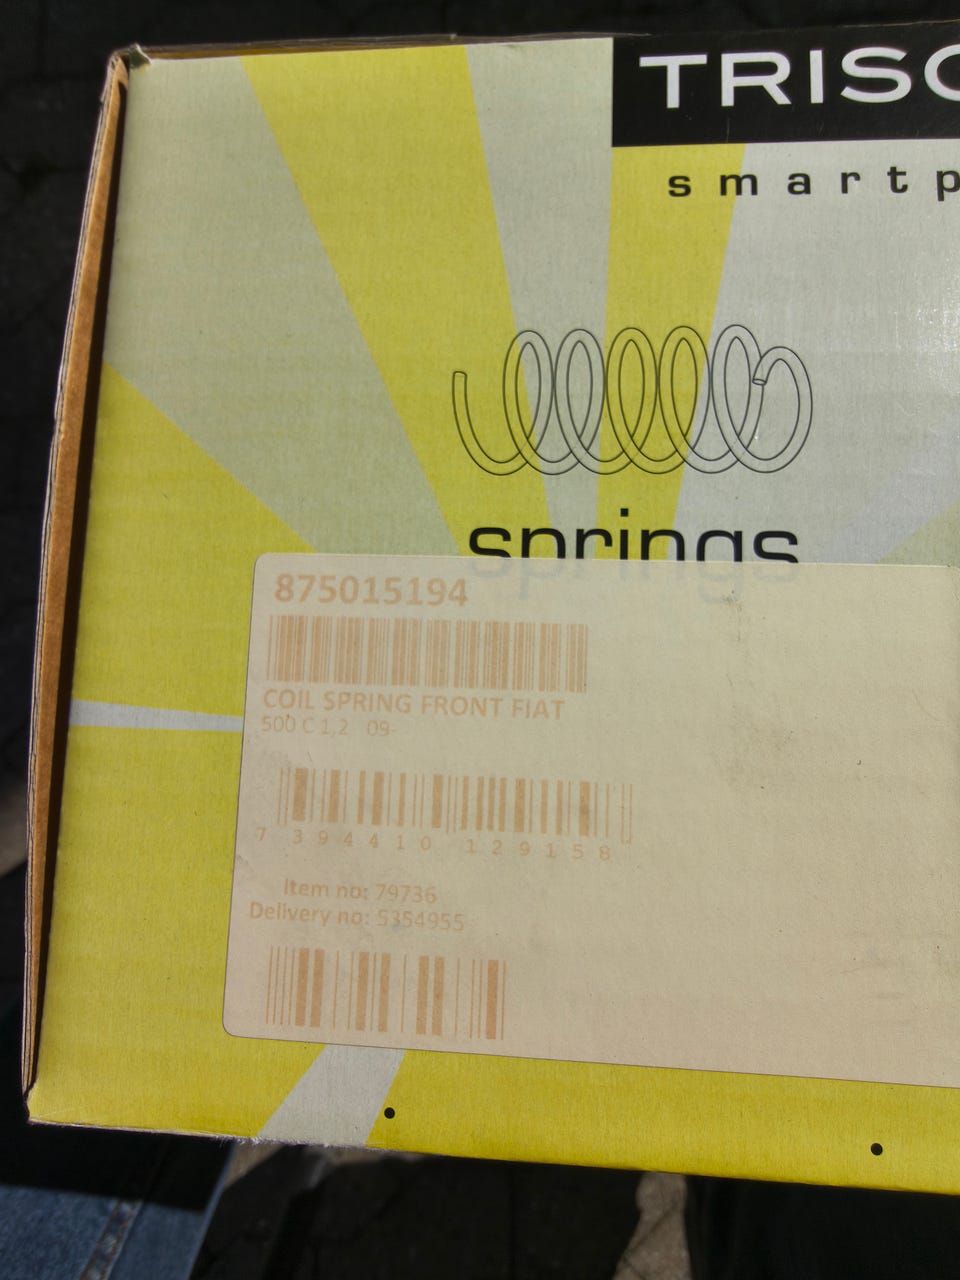 TRISC
smartp
springs
875015194
COIL SPRING FRONT FIAT
500 C 1,2 09-
7 394410 129158
Item no: 79736
Delivery no: 5354955